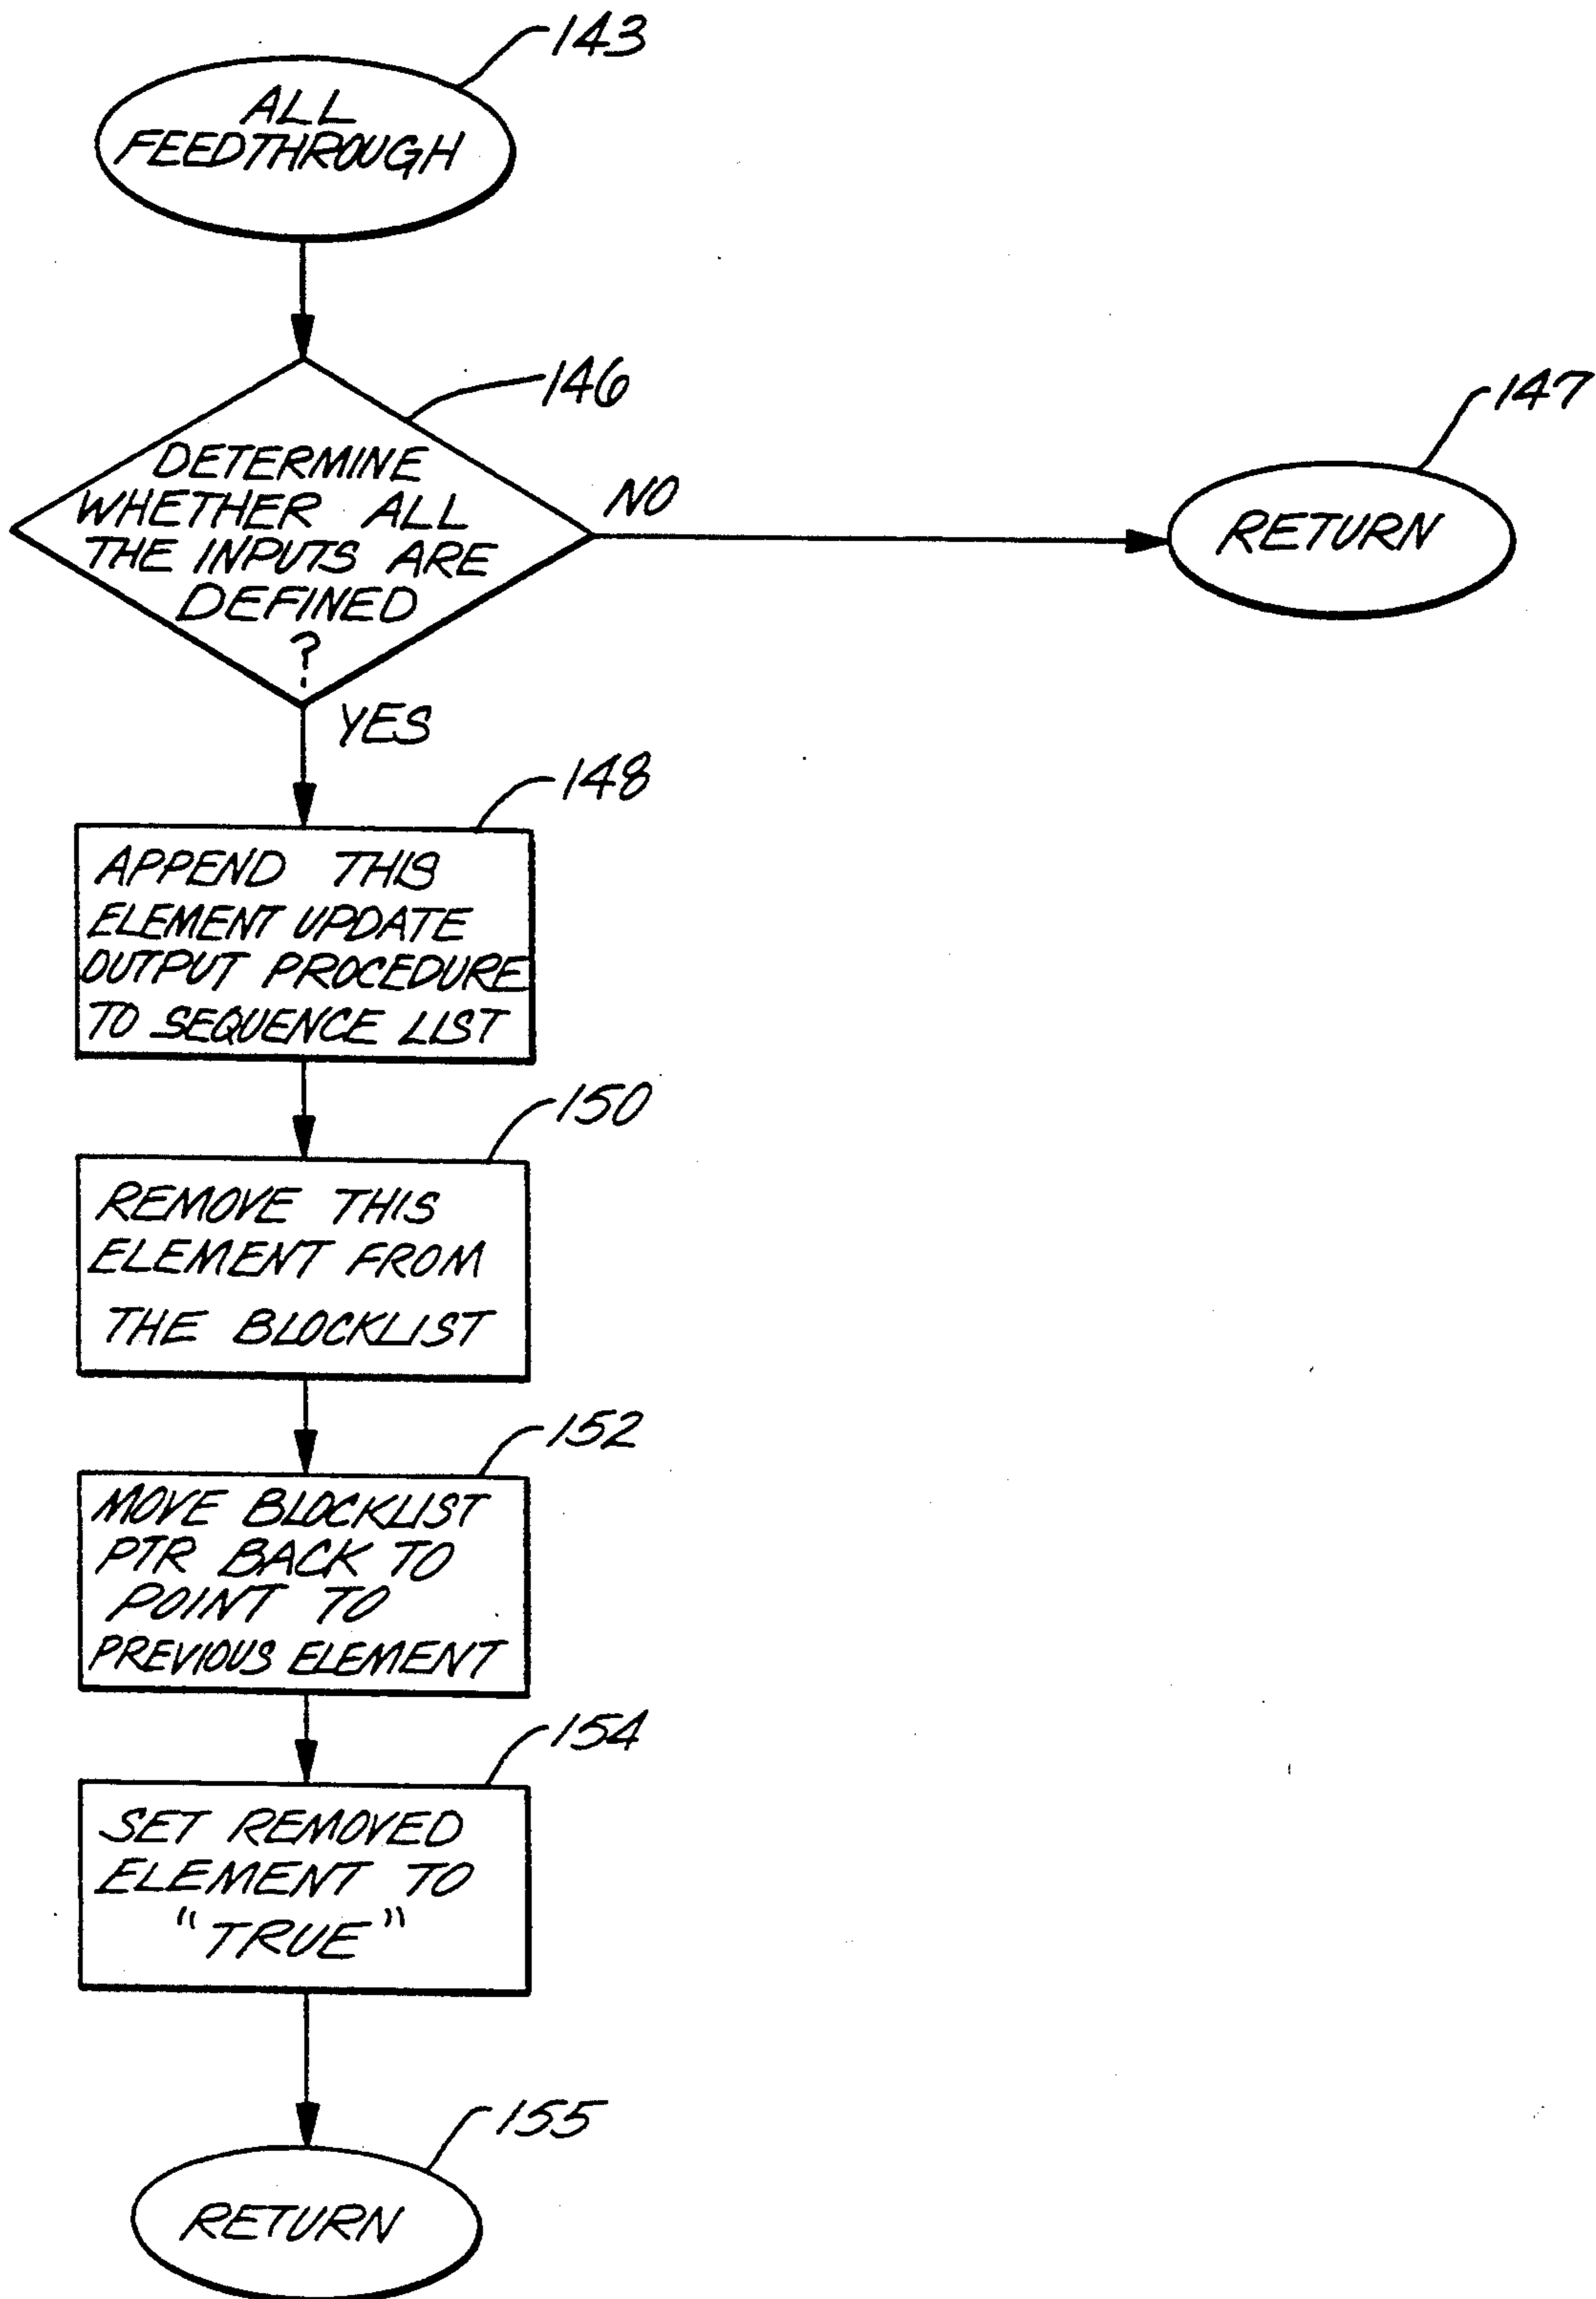 143
ALL
FEEDTHROUGH
146
DETERMINE
WHETHER ALL
THE INPUTS ARE
DEFINED
?
NO
147
RETURN
YES
148
APPEND THIS
ELEMENT UPDATE
OUTPUT PROCEDURE
TO SEQUENCE LIST
150
REMOVE THIS
ELEMENT FROM
THE BLOCKLIST
152
MOVE BLOCKLIST
PTR BACK TO
POINT TO
PREVIOUS ELEMENT
154
SET REMOVED
ELEMENT TO
"TRUE"
155
RETURN